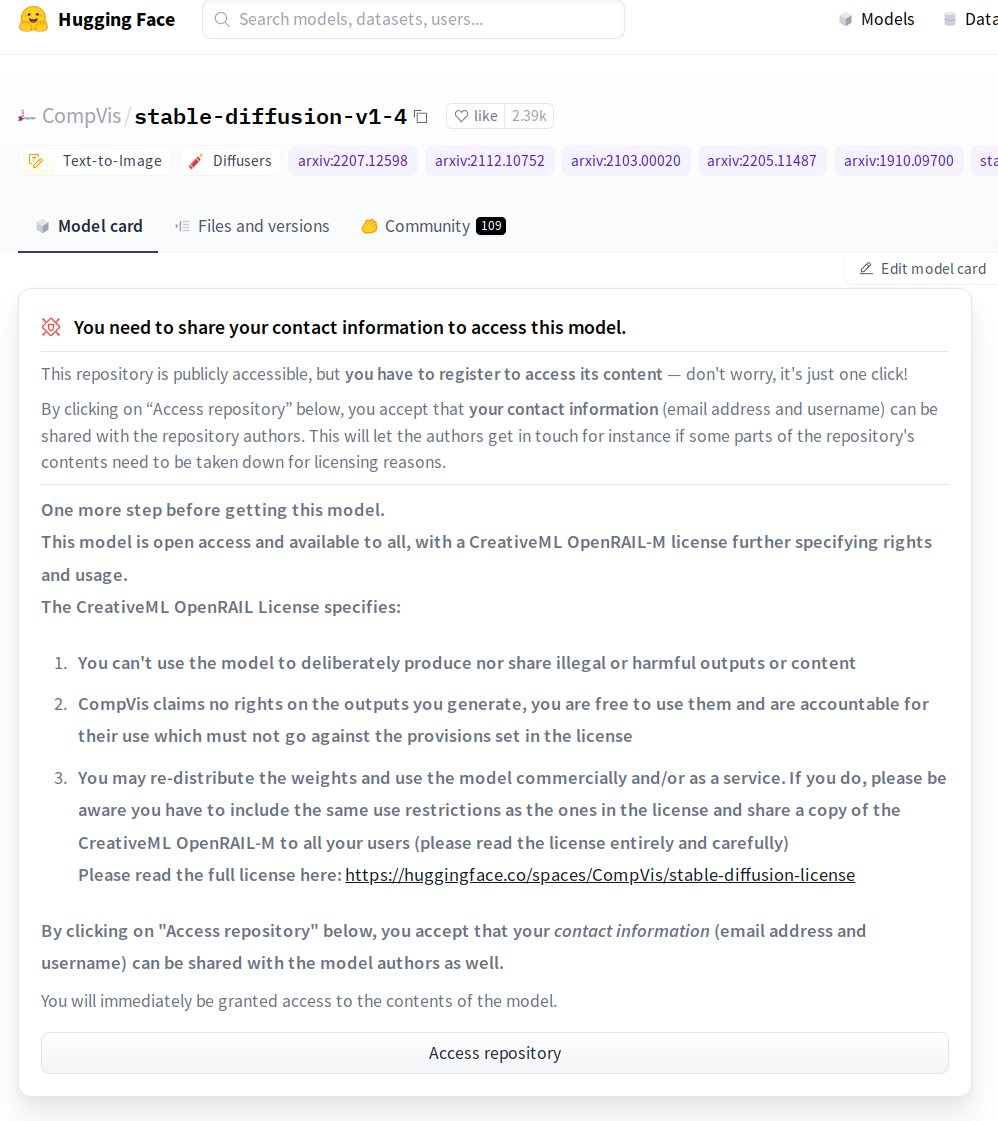 Hugging Face
Search models, datasets, users...
Models
Data
CompVis/stable-diffusion-v1-4
like 2.39k
Text-to-Image
Diffusers
arxiv:2207.12598
arxiv:2112.10752
arxiv:2103.00020
arxiv:2205.11487
arxiv:1910.09700
sta
Model card
Files and versions
Community 109
Edit model card
You need to share your contact information to access this model.
This repository is publicly accessible, but you have to register to access its content — don't worry, it's just one click!
By clicking on “Access repository” below, you accept that your contact information (email address and username) can be
shared with the repository authors. This will let the authors get in touch for instance if some parts of the repository's
contents need to be taken down for licensing reasons.
One more step before getting this model.
This model is open access and available to all, with a CreativeML OpenRAIL-M license further specifying rights
and usage.
The CreativeML OpenRAIL License specifies:
1. You can't use the model to deliberately produce nor share illegal or harmful outputs or content
2. CompVis claims no rights on the outputs you generate, you are free to use them and are accountable for
their use which must not go against the provisions set in the license
3. You may re-distribute the weights and use the model commercially and/or as a service. If you do, please be
aware you have to include the same use restrictions as the ones in the license and share a copy of the
CreativeML OpenRAIL-M to all your users (please read the license entirely and carefully)
Please read the full license here: https://huggingface.co/spaces/CompVis/stable-diffusion-license
By clicking on "Access repository" below, you accept that your contact information (email address and
username) can be shared with the model authors as well.
You will immediately be granted access to the contents of the model.
Access repository